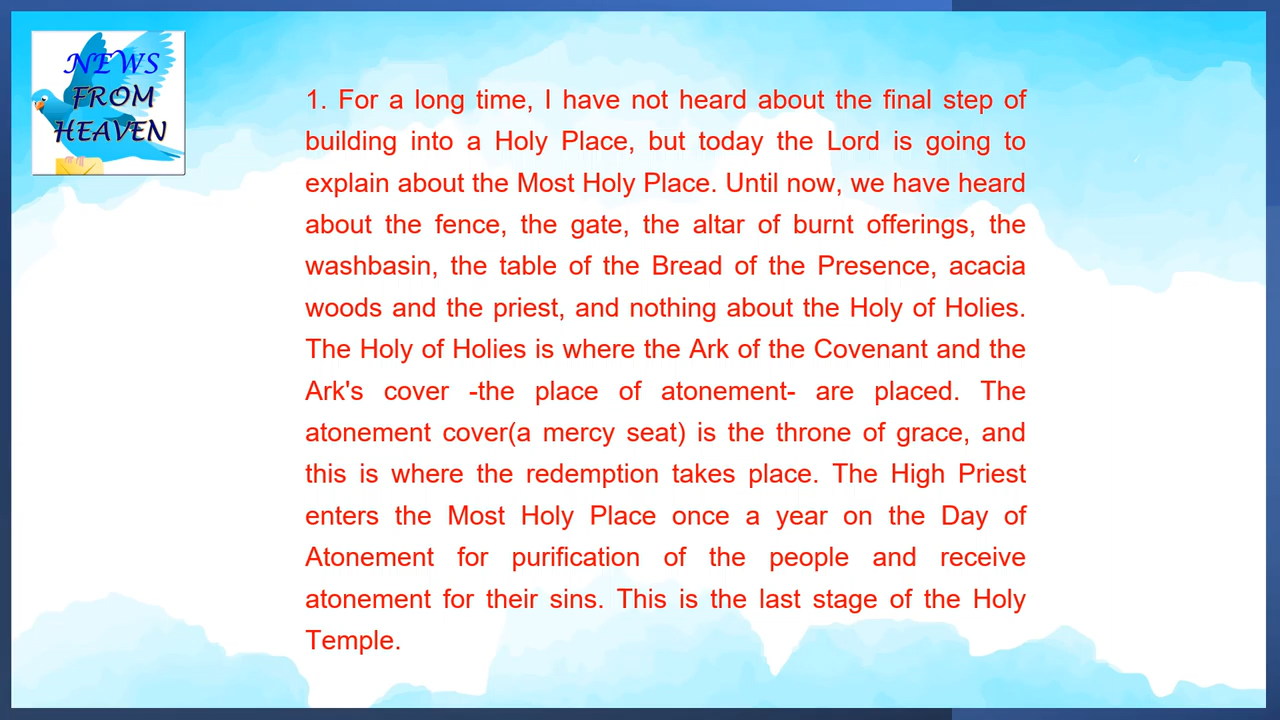 NEWS
FROM
HEAVEN
1. For a long time, I have not heard about the final step of
building into a Holy Place, but today the Lord is going to
explain about the Most Holy Place. Until now, we have heard
about the fence, the gate, the altar of burnt offerings, the
washbasin, the table of the Bread of the Presence, acacia
woods and the priest, and nothing about the Holy of Holies.
The Holy of Holies is where the Ark of the Covenant and the
Ark's cover -the place of atonement- are placed. The
atonement cover(a mercy seat) is the throne of grace, and
this is where the redemption takes place. The High Priest
enters the Most Holy Place once a year on the Day of
Atonement for purification of the people and receive
atonement for their sins. This is the last stage of the Holy
Temple.